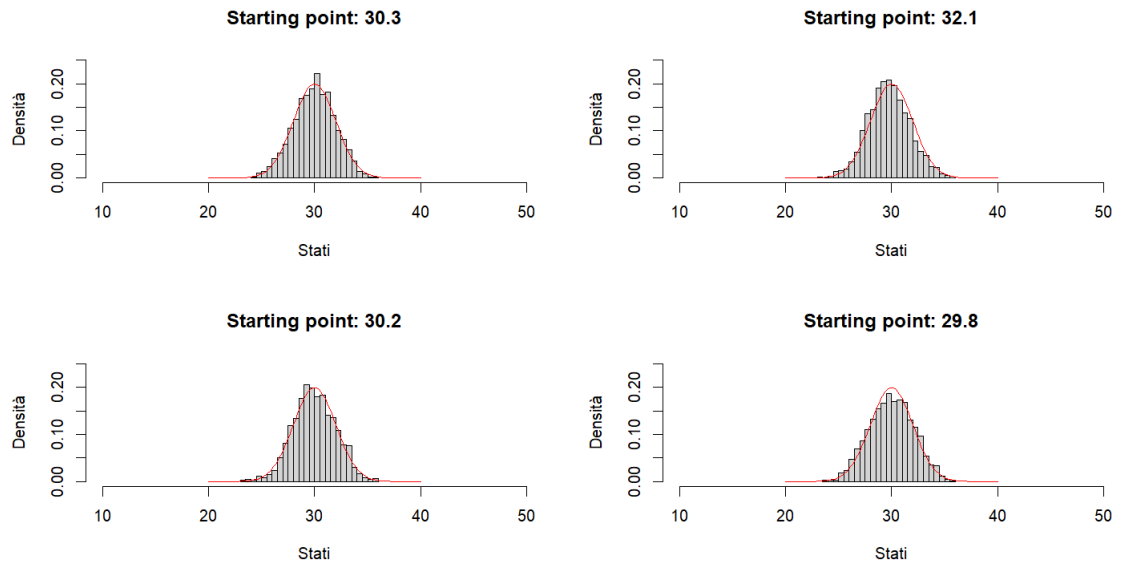 Starting point: 30.3
Densità
0.20
0.10
0.00
10 20 30 40 50
Stati
Starting point: 32.1
Densità
0.20
0.10
0.00
10 20 30 40 50
Stati
Starting point: 30.2
Densità
0.20
0.10
0.00
10 20 30 40 50
Stati
Starting point: 29.8
Densità
0.20
0.10
0.00
10 20 30 40 50
Stati